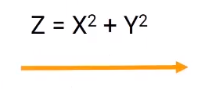 Z = X² + Y²